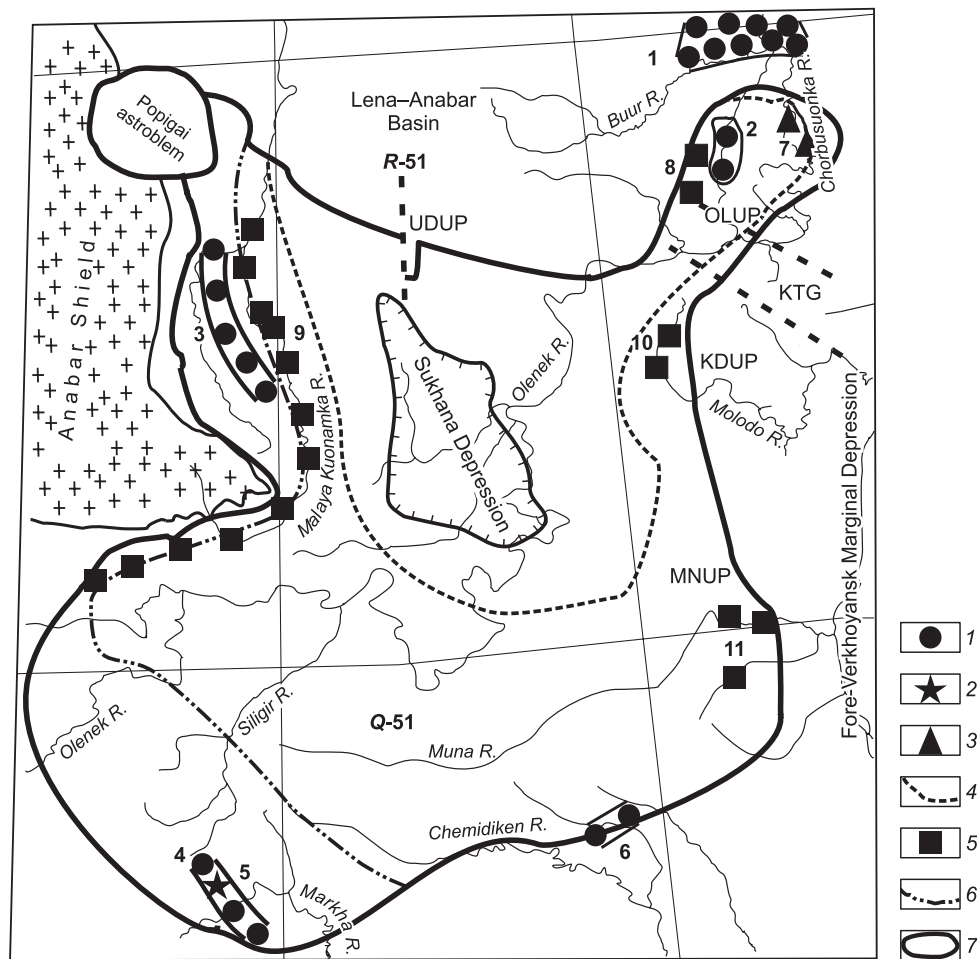 1
Popigai
astroblem
Lena–Anabar
Basin
Buur R.
2
7
Chorbusuonka R.
R-51
8
UDUP
OLUP
Anabar Shield
3
9
KTG
10
KDUP
Sukhana Depression
Olenek R.
Molodo R.
Malaya Kuonamka R.
Fore-Verkhoyansk Marginal Depression
MNUP
11
Olenek R.
Siligir R.
Q-51
Muna R.
Chemidiken R.
6
4
5
Markha R.
1
2
3
4
5
6
7